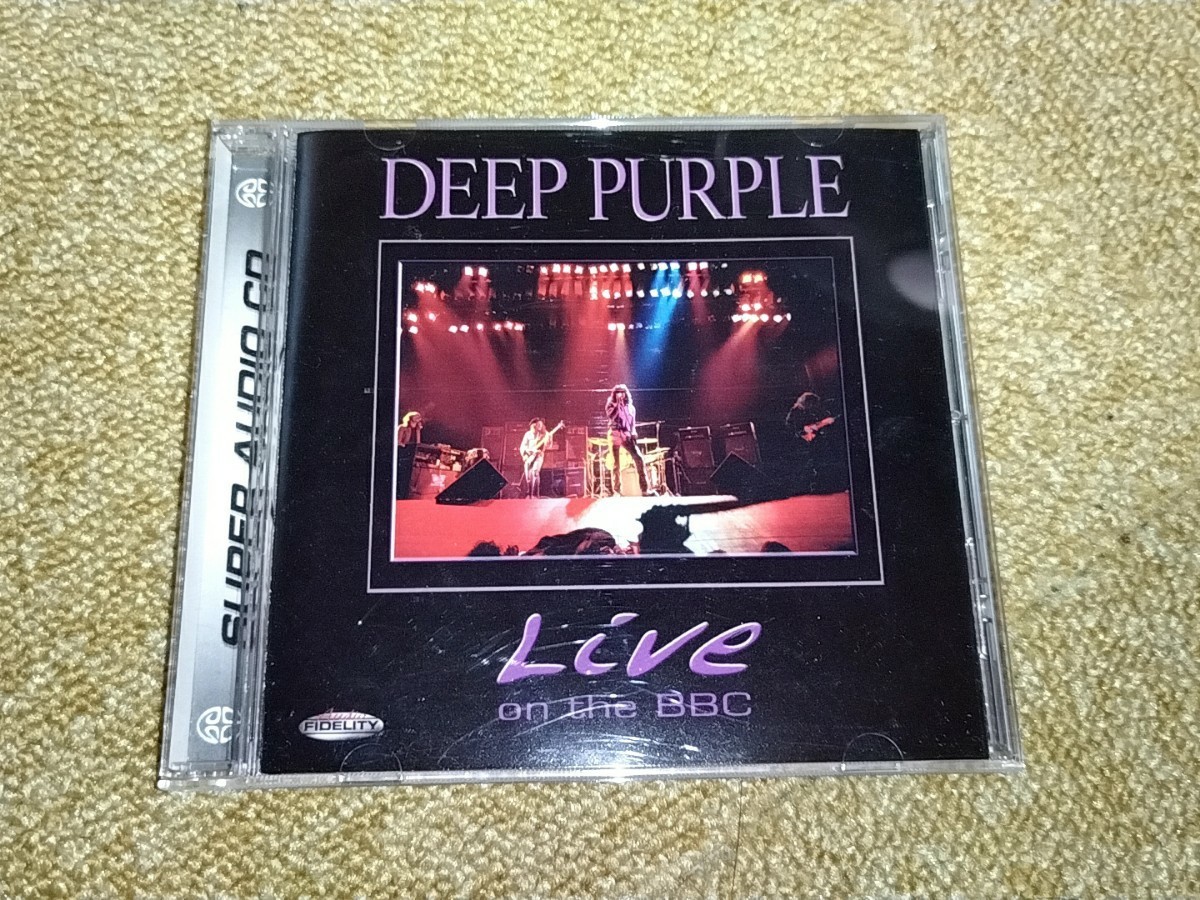 DEEP PURPLE
Live
on the BBC
FIDELITY
SUPER AUDIO CD